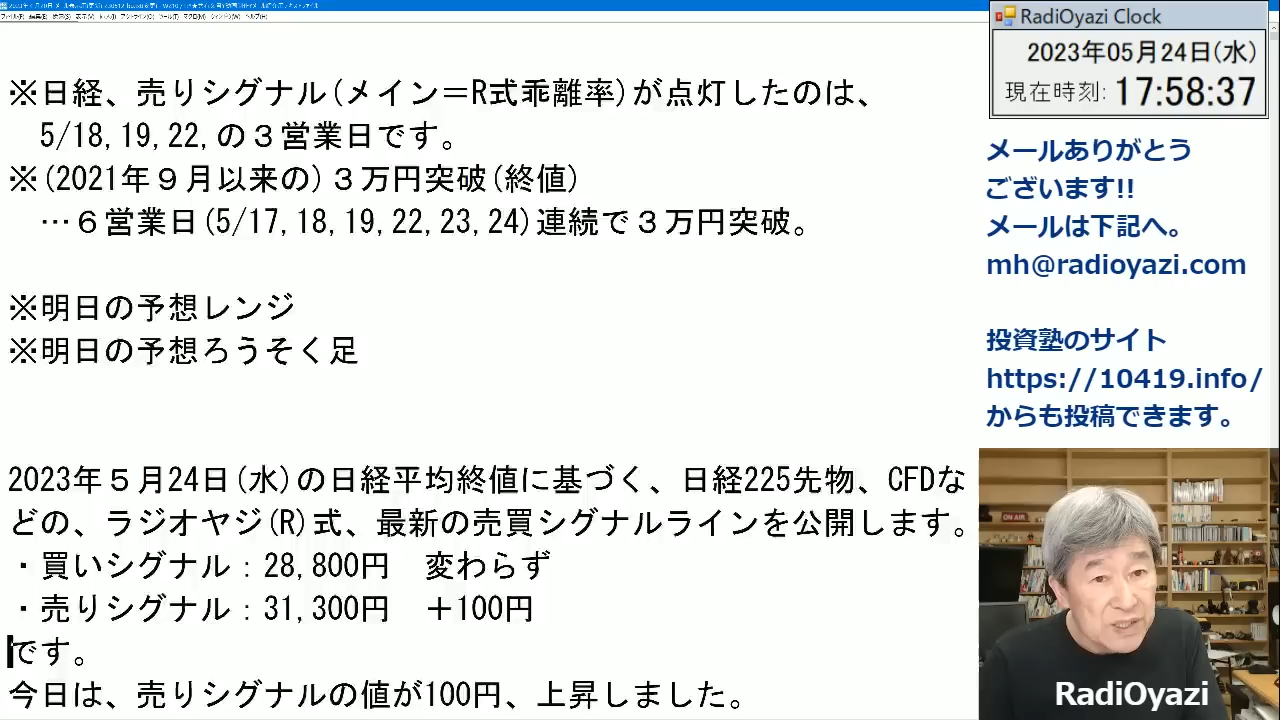 ※日経、売りシグナル(メイン＝R式乖離率)が点灯したのは、
5/18,19,22,の３営業日です。
※(2021年９月以来の)３万円突破(終値)
…６営業日(5/17,18,19,22,23,24)連続で３万円突破。
※明日の予想レンジ
※明日の予想ろうそく足
2023年５月24日(水)の日経平均終値に基づく、日経225先物、CFDな
どの、ラジオヤジ(R)式、最新の売買シグナルラインを公開します。
・買いシグナル：28,800円　変わらず
・売りシグナル：31,300円　＋100円
です。
今日は、売りシグナルの値が100円、上昇しました。
RadiOyazi Clock
2023年05月24日(水)
現在時刻: 17:58:37
メールありがとう
ございます!!
メールは下記へ。
mh@radioyazi.com
投資塾のサイト
https://10419.info/
からも投稿できます。
ON AIR
RadiOyazi